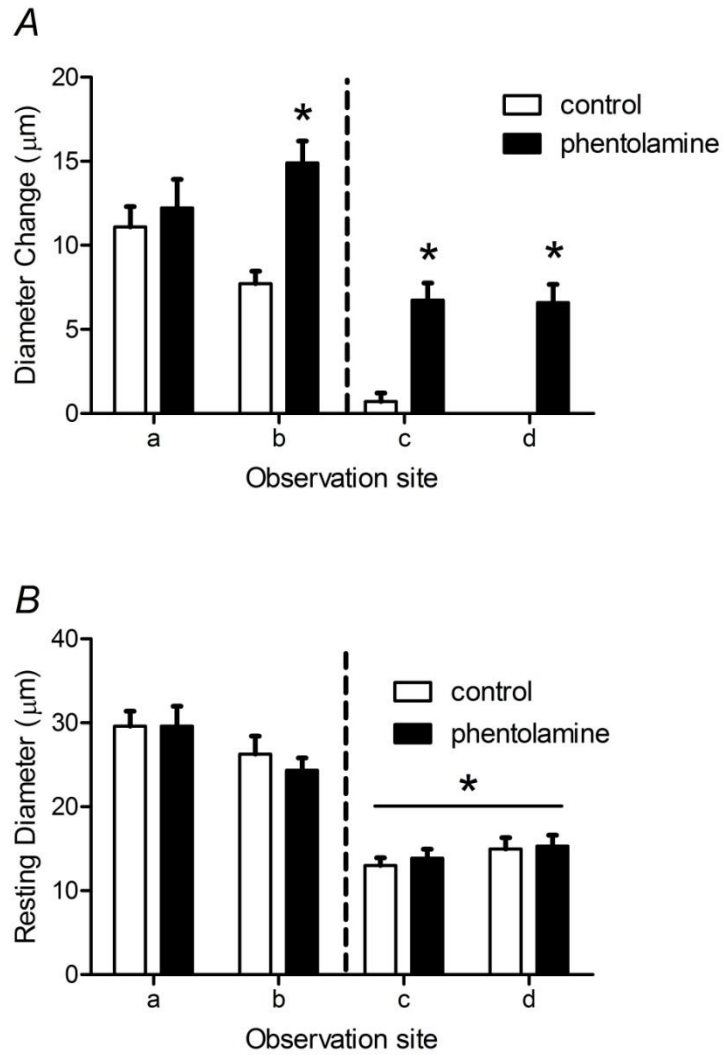 A
20
15
10
5
0
Diameter Change (μm)
control
phentolamine
*
*
*
a b c d
Observation site
B
40
30
20
10
0
Resting Diameter (μm)
control
phentolamine
*
a b c d
Observation site